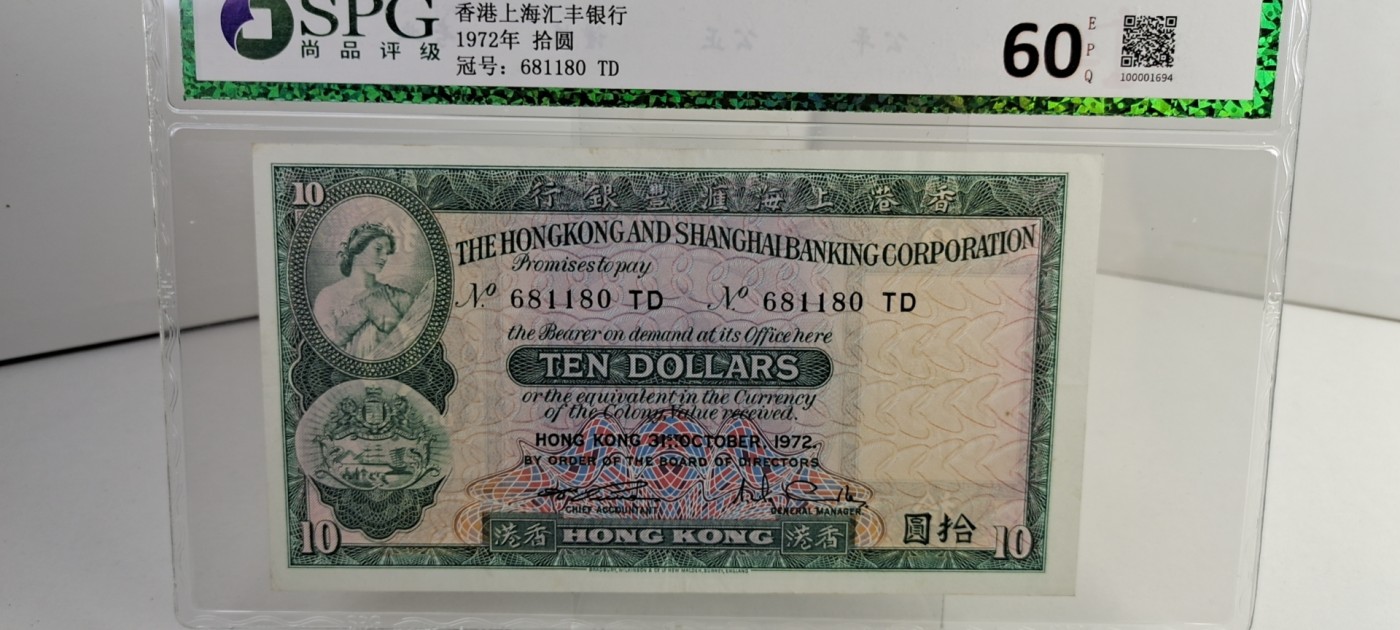 SPG
尚品评级
香港上海汇丰银行
1972年 拾圆
冠号：681180 TD
60
E
P
Q
100001694
行銀豐滙海上港香
10
THE HONGKONG AND SHANGHAI BANKING CORPORATION
Promises to pay
No 681180 TD No 681180 TD
the Bearer on demand at its Office here
TEN DOLLARS
or the equivalent in the Currency
of the Colony, Value received.
HONG KONG 31ST OCTOBER, 1972.
BY ORDER OF THE BOARD OF DIRECTORS
CHIEF ACCOUNTANT GENERAL MANAGER
圓拾
10 港香 HONG KONG 港香 10